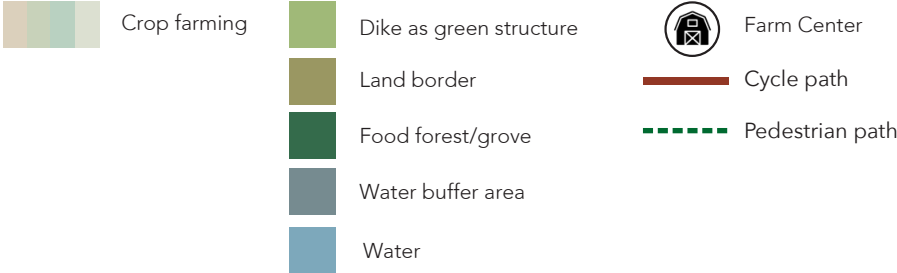 Crop farming
Dike as green structure
Land border
Food forest/grove
Water buffer area
Water
Farm Center
Cycle path
Pedestrian path